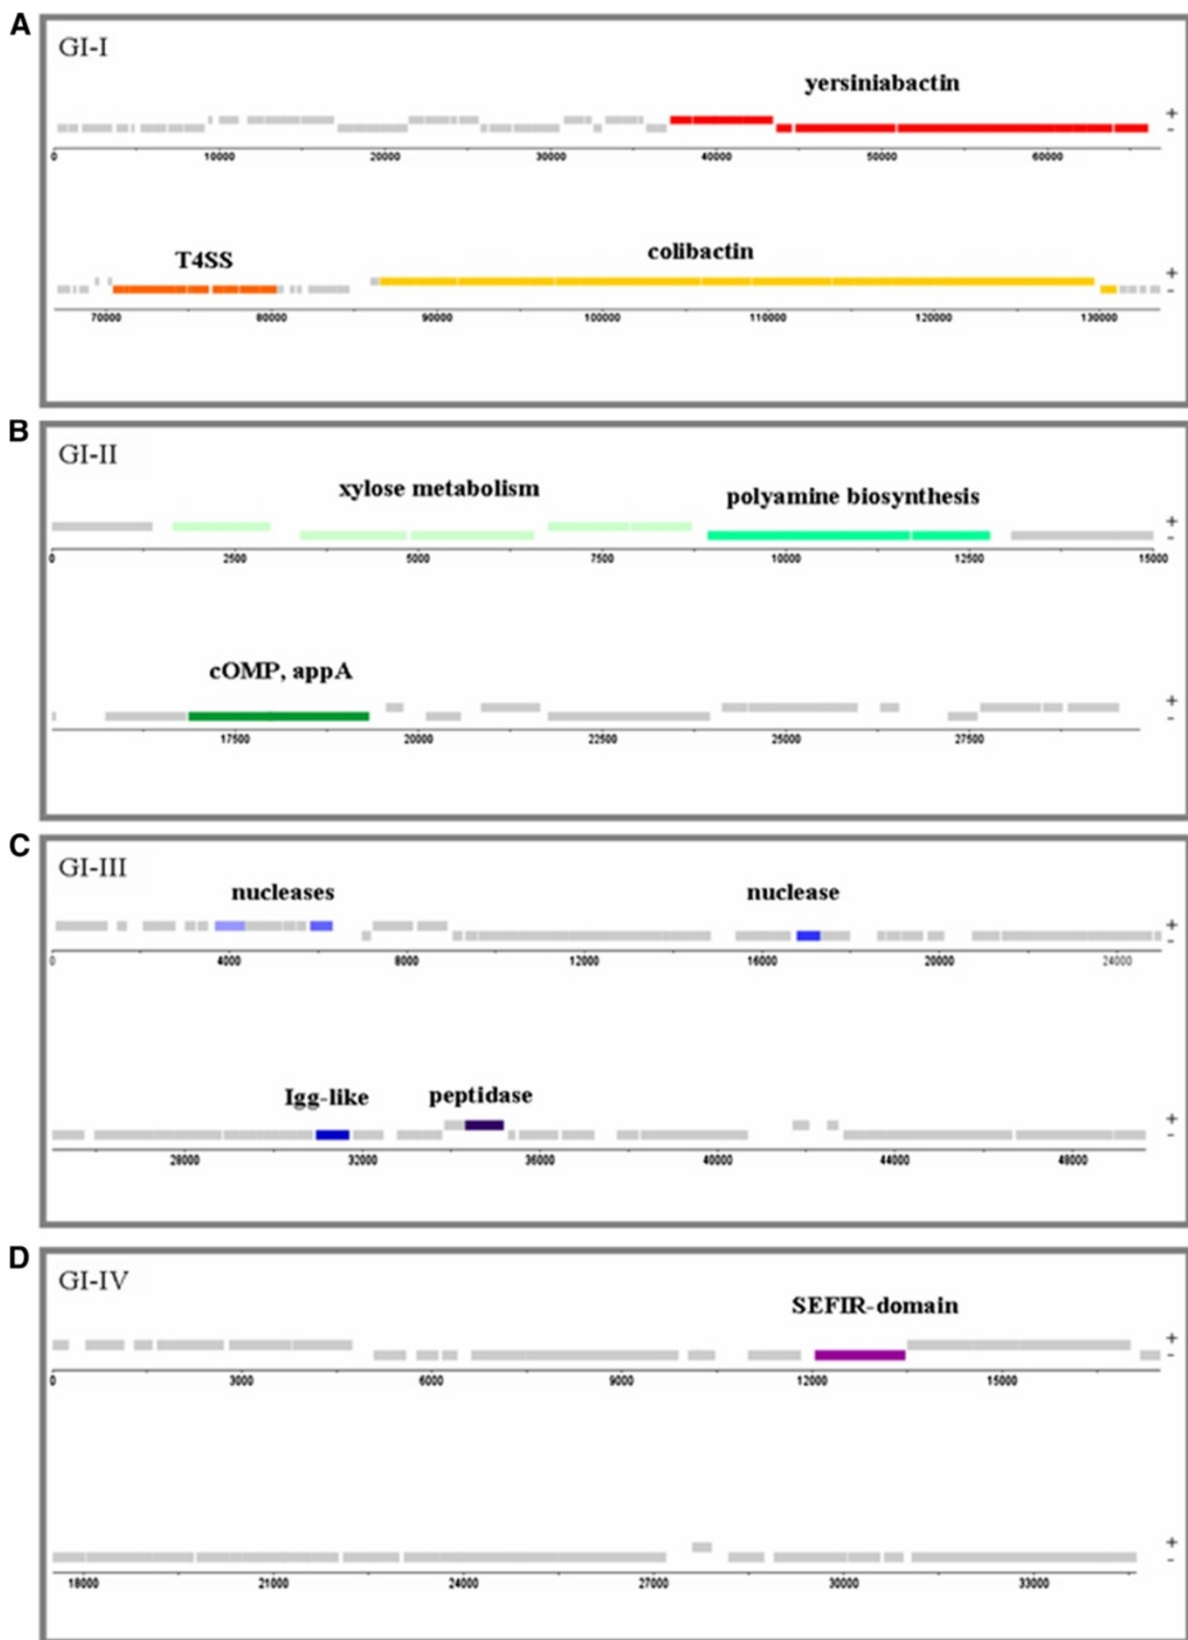 A
GI-I
yersiniabactin
+
-
0 10000 20000 30000 40000 50000 60000
T4SS
colibactin
+
-
70000 80000 90000 100000 110000 120000 130000
B
GI-II
xylose metabolism
polyamine biosynthesis
+
-
0 2500 5000 7500 10000 12500 15000
cOMP, appA
+
-
17500 20000 22500 25000 27500
C
GI-III
nucleases
nuclease
+
-
0 4000 8000 12000 16000 20000 24000
Igg-like
peptidase
+
-
28000 32000 36000 40000 44000 48000
D
GI-IV
SEFIR-domain
+
-
0 3000 6000 9000 12000 15000
+
-
18000 21000 24000 27000 30000 33000